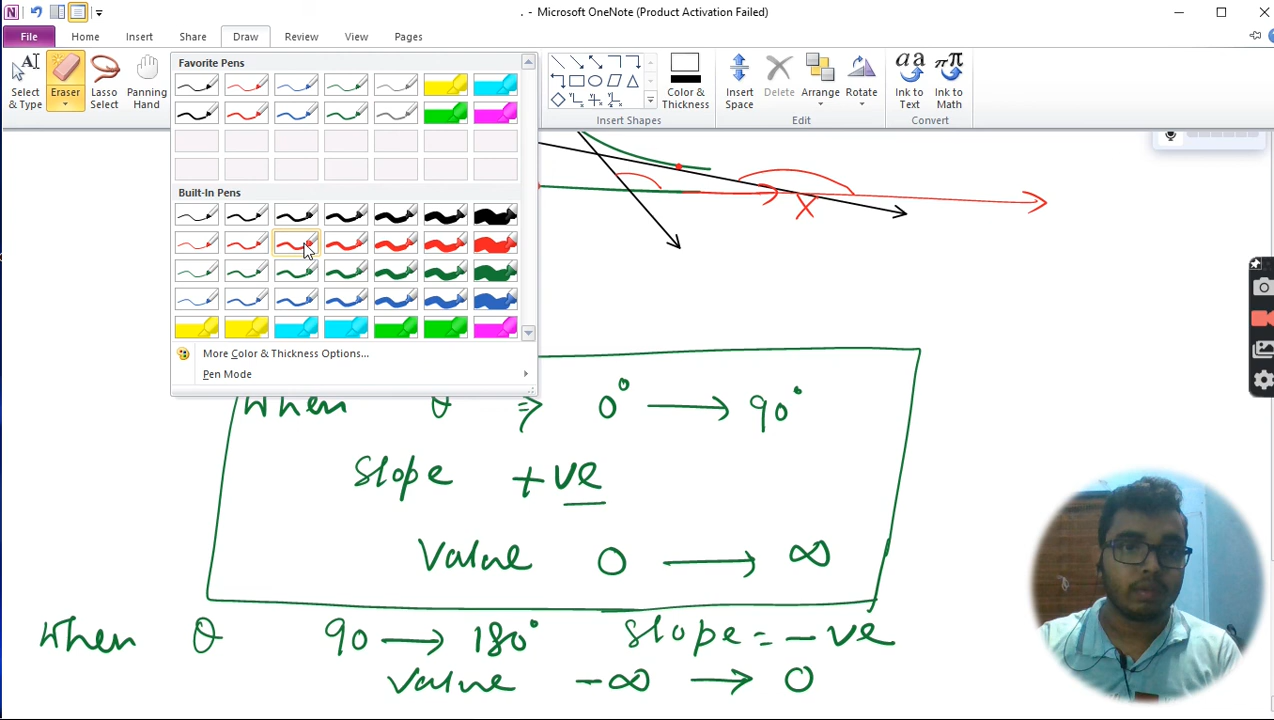 . - Microsoft OneNote (Product Activation Failed)
File Home Insert Share Draw Review View Pages
Select & Type
Eraser
Lasso Select
Panning Hand
Favorite Pens
Built-In Pens
More Color & Thickness Options...
Pen Mode
Color & Thickness
Insert Shapes
Insert Space
Delete
Arrange
Rotate
Edit
Ink to Text
Ink to Math
Convert
X
When θ ⇒ 0° → 90°
Slope +ve
Value 0 → ∞
When θ 90 → 180° slope = -ve
Value -∞ → 0